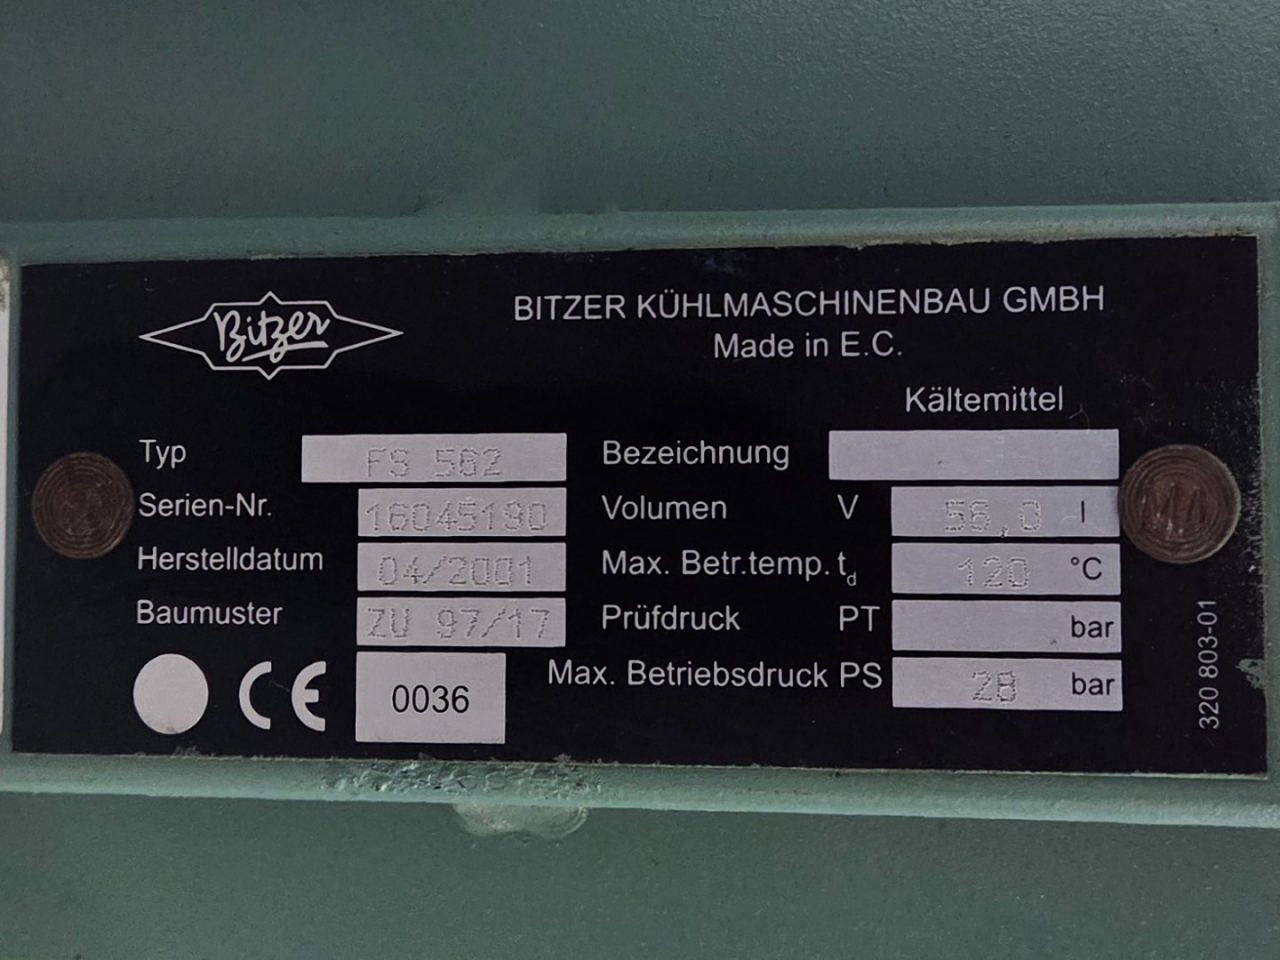 Bitzer
BITZER KÜHLMASCHINENBAU GMBH
Made in E.C.
Kältemittel
Typ FS 562
Serien-Nr. 16045190
Herstelldatum 04/2001
Baumuster ZU 97/17
CE 0036
Bezeichnung
Volumen V 56,0 l
Max. Betr.temp. td 120 °C
Prüfdruck PT bar
Max. Betriebsdruck PS 28 bar
320 803-01